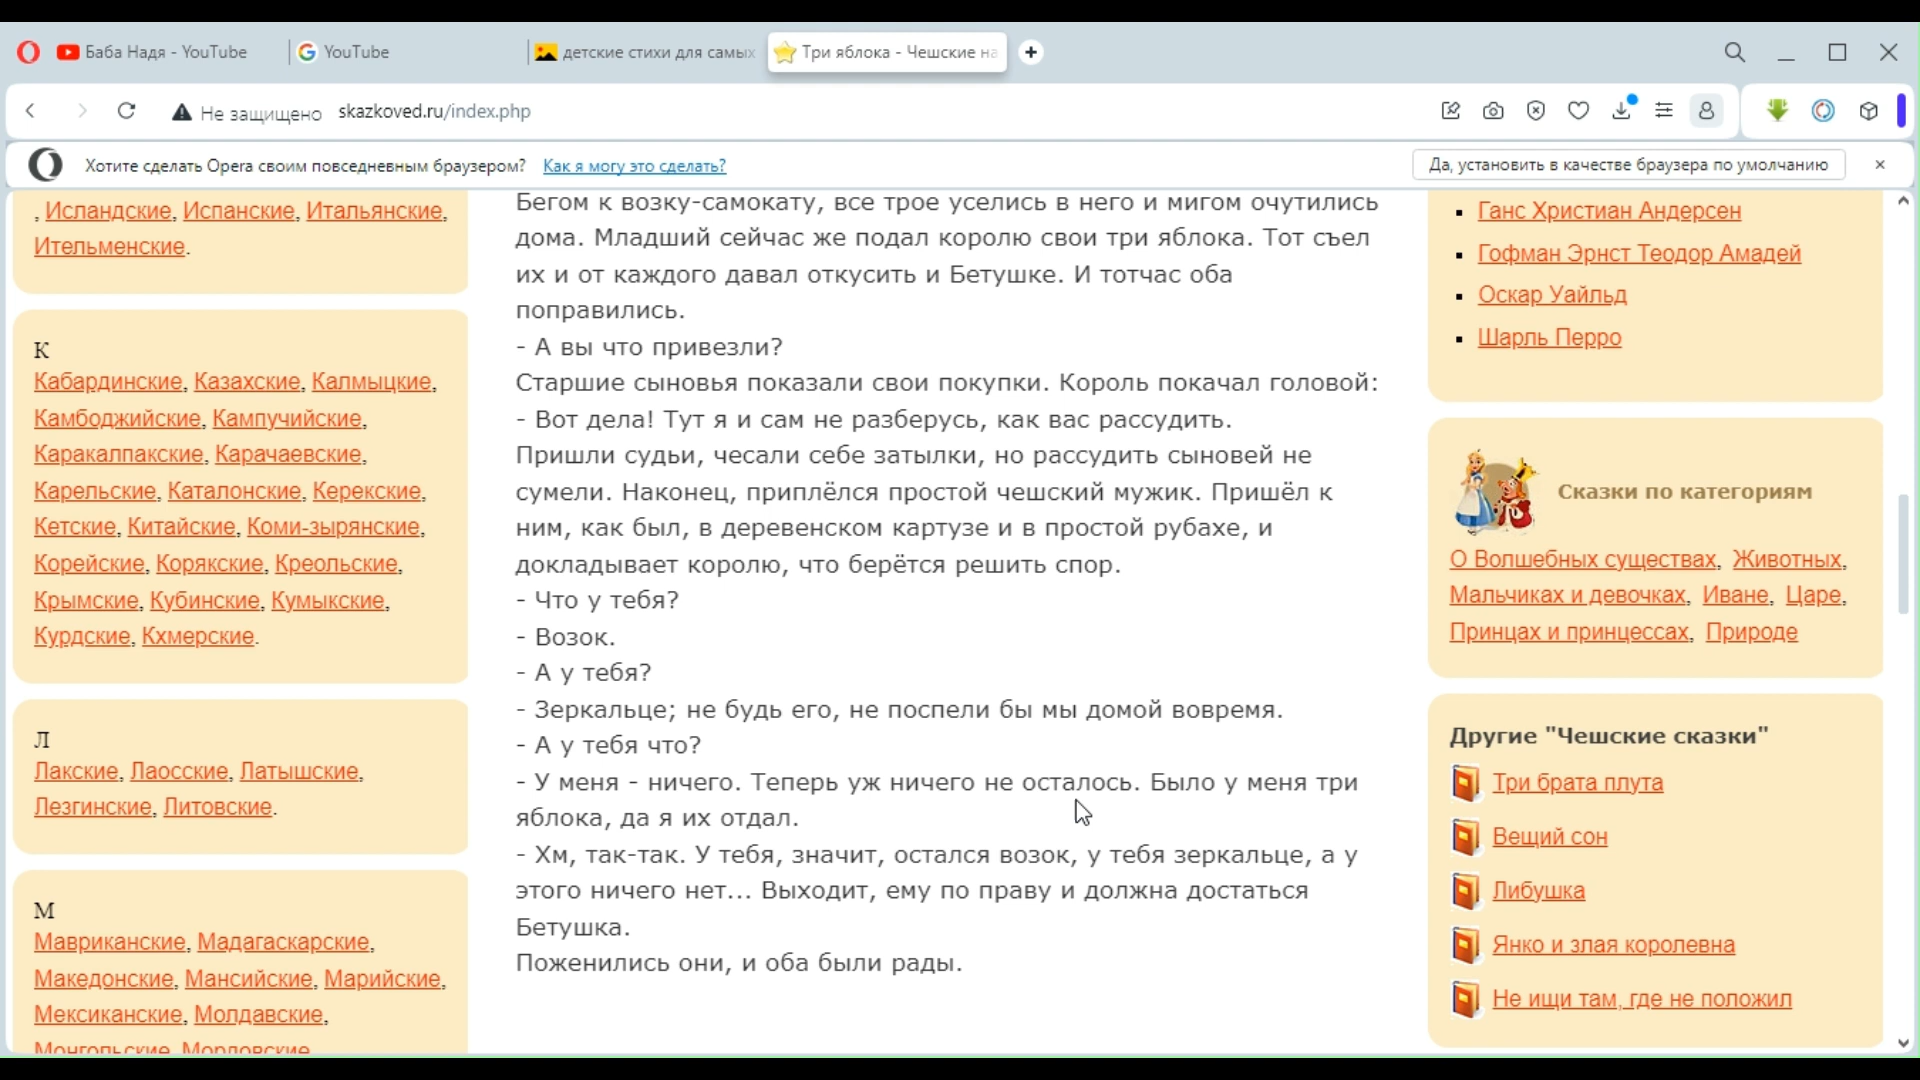 Баба Надя - YouTube
YouTube
детские стихи для самых
Три яблока - Чешские на
Не защищено
skazkoved.ru/index.php
Хотите сделать Opera своим повседневным браузером?
Как я могу это сделать?
Да, установить в качестве браузера по умолчанию
, Исландские, Испанские, Итальянские,
Ительменские.
К
Кабардинские, Казахские, Калмыцкие,
Камбоджийские, Кампучийские,
Каракалпакские, Карачаевские,
Карельские, Каталонские, Керекские,
Кетские, Китайские, Коми-зырянские,
Корейские, Корякские, Креольские,
Крымские, Кубинские, Кумыкские,
Курдские, Кхмерские.
Л
Лакские, Лаосские, Латышские,
Лезгинские, Литовские.
М
Мавриканские, Мадагаскарские,
Македонские, Мансийские, Марийские,
Мексиканские, Молдавские,
Монгольские, Мордовские
Бегом к возку-самокату, все трое уселись в него и мигом очутились
дома. Младший сейчас же подал королю свои три яблока. Тот съел
их и от каждого давал откусить и Бетушке. И тотчас оба
поправились.
- А вы что привезли?
Старшие сыновья показали свои покупки. Король покачал головой:
- Вот дела! Тут я и сам не разберусь, как вас рассудить.
Пришли судьи, чесали себе затылки, но рассудить сыновей не
сумели. Наконец, приплёлся простой чешский мужик. Пришёл к
ним, как был, в деревенском картузе и в простой рубахе, и
докладывает королю, что берётся решить спор.
- Что у тебя?
- Возок.
- А у тебя?
- Зеркальце; не будь его, не поспели бы мы домой вовремя.
- А у тебя что?
- У меня - ничего. Теперь уж ничего не осталось. Было у меня три
яблока, да я их отдал.
- Хм, так-так. У тебя, значит, остался возок, у тебя зеркальце, а у
этого ничего нет... Выходит, ему по праву и должна достаться
Бетушка.
Поженились они, и оба были рады.
Ганс Христиан Андерсен
Гофман Эрнст Теодор Амадей
Оскар Уайльд
Шарль Перро
Сказки по категориям
О Волшебных существах, Животных,
Мальчиках и девочках, Иване, Царе,
Принцах и принцессах, Природе
Другие "Чешские сказки"
Три брата плута
Вещий сон
Либушка
Янко и злая королевна
Не ищи там, где не положил